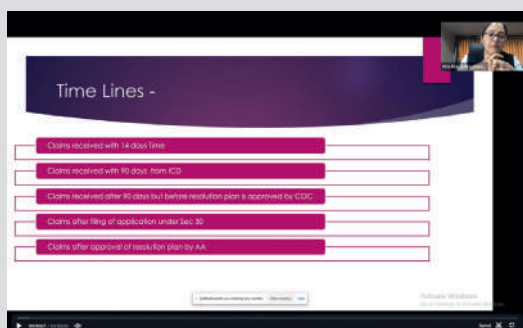 Time Lines -
Claims received with 14 days Time
Claims received with 90 days from ICD
Claims received after 90 days but before resolution plan is approved by COC
Claims after filing of application under Sec 30
Claims after approval of resolution plan by AA
Activate Windows